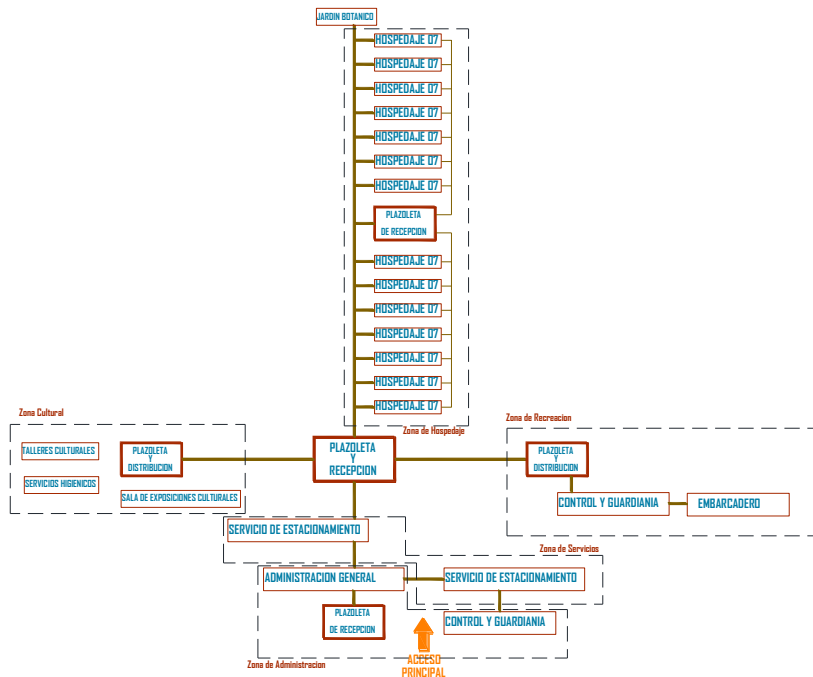 JARDIN BOTANICO
HOSPEDAJE 07
HOSPEDAJE 07
HOSPEDAJE 07
HOSPEDAJE 07
HOSPEDAJE 07
HOSPEDAJE 07
HOSPEDAJE 07
PLAZOLETA
DE RECEPCION
HOSPEDAJE 07
HOSPEDAJE 07
HOSPEDAJE 07
HOSPEDAJE 07
HOSPEDAJE 07
HOSPEDAJE 07
HOSPEDAJE 07
Zona de Hospedaje
Zona Cultural
TALLERES CULTURALES
SERVICIOS HIGIENICOS
PLAZOLETA
Y
DISTRIBUCION
SALA DE EXPOSICIONES CULTURALES
PLAZOLETA
Y
RECEPCION
Zona de Recreacion
PLAZOLETA
Y
DISTRIBUCION
CONTROL Y GUARDIANIA
EMBARCADERO
SERVICIO DE ESTACIONAMIENTO
Zona de Servicios
ADMINISTRACION GENERAL
SERVICIO DE ESTACIONAMIENTO
PLAZOLETA
DE RECEPCION
CONTROL Y GUARDIANIA
Zona de Administracion
ACCESO
PRINCIPAL